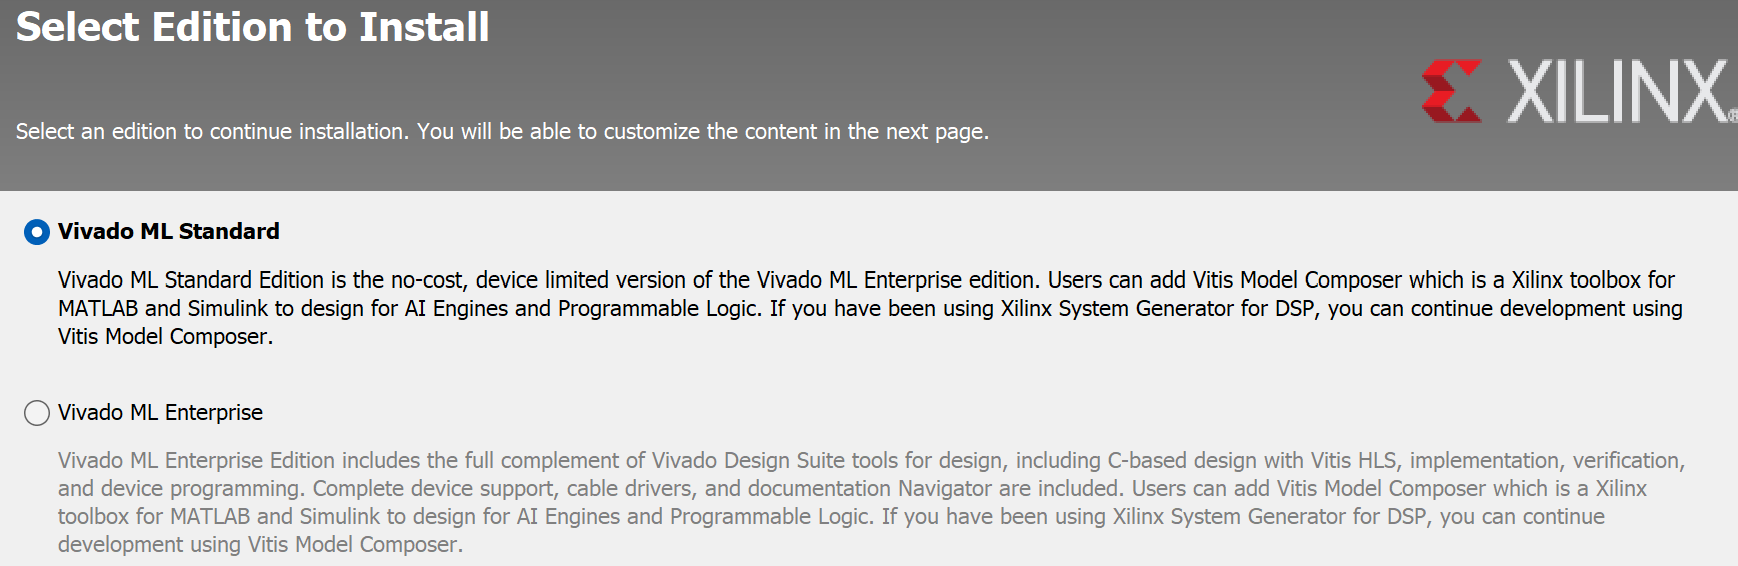 Select Edition to Install
XILINX®
Select an edition to continue installation. You will be able to customize the content in the next page.
Vivado ML Standard
Vivado ML Standard Edition is the no-cost, device limited version of the Vivado ML Enterprise edition. Users can add Vitis Model Composer which is a Xilinx toolbox for
MATLAB and Simulink to design for AI Engines and Programmable Logic. If you have been using Xilinx System Generator for DSP, you can continue development using
Vitis Model Composer.
Vivado ML Enterprise
Vivado ML Enterprise Edition includes the full complement of Vivado Design Suite tools for design, including C-based design with Vitis HLS, implementation, verification,
and device programming. Complete device support, cable drivers, and documentation Navigator are included. Users can add Vitis Model Composer which is a Xilinx
toolbox for MATLAB and Simulink to design for AI Engines and Programmable Logic. If you have been using Xilinx System Generator for DSP, you can continue
development using Vitis Model Composer.